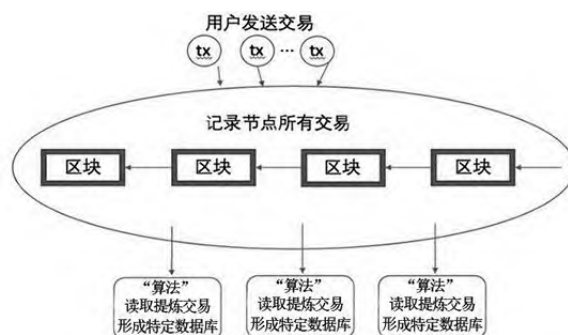 用户发送交易
tx tx … tx
记录节点所有交易
区块 区块 区块 区块
“算法” “算法” “算法”
读取提炼交易 读取提炼交易 读取提炼交易
形成特定数据库 形成特定数据库 形成特定数据库